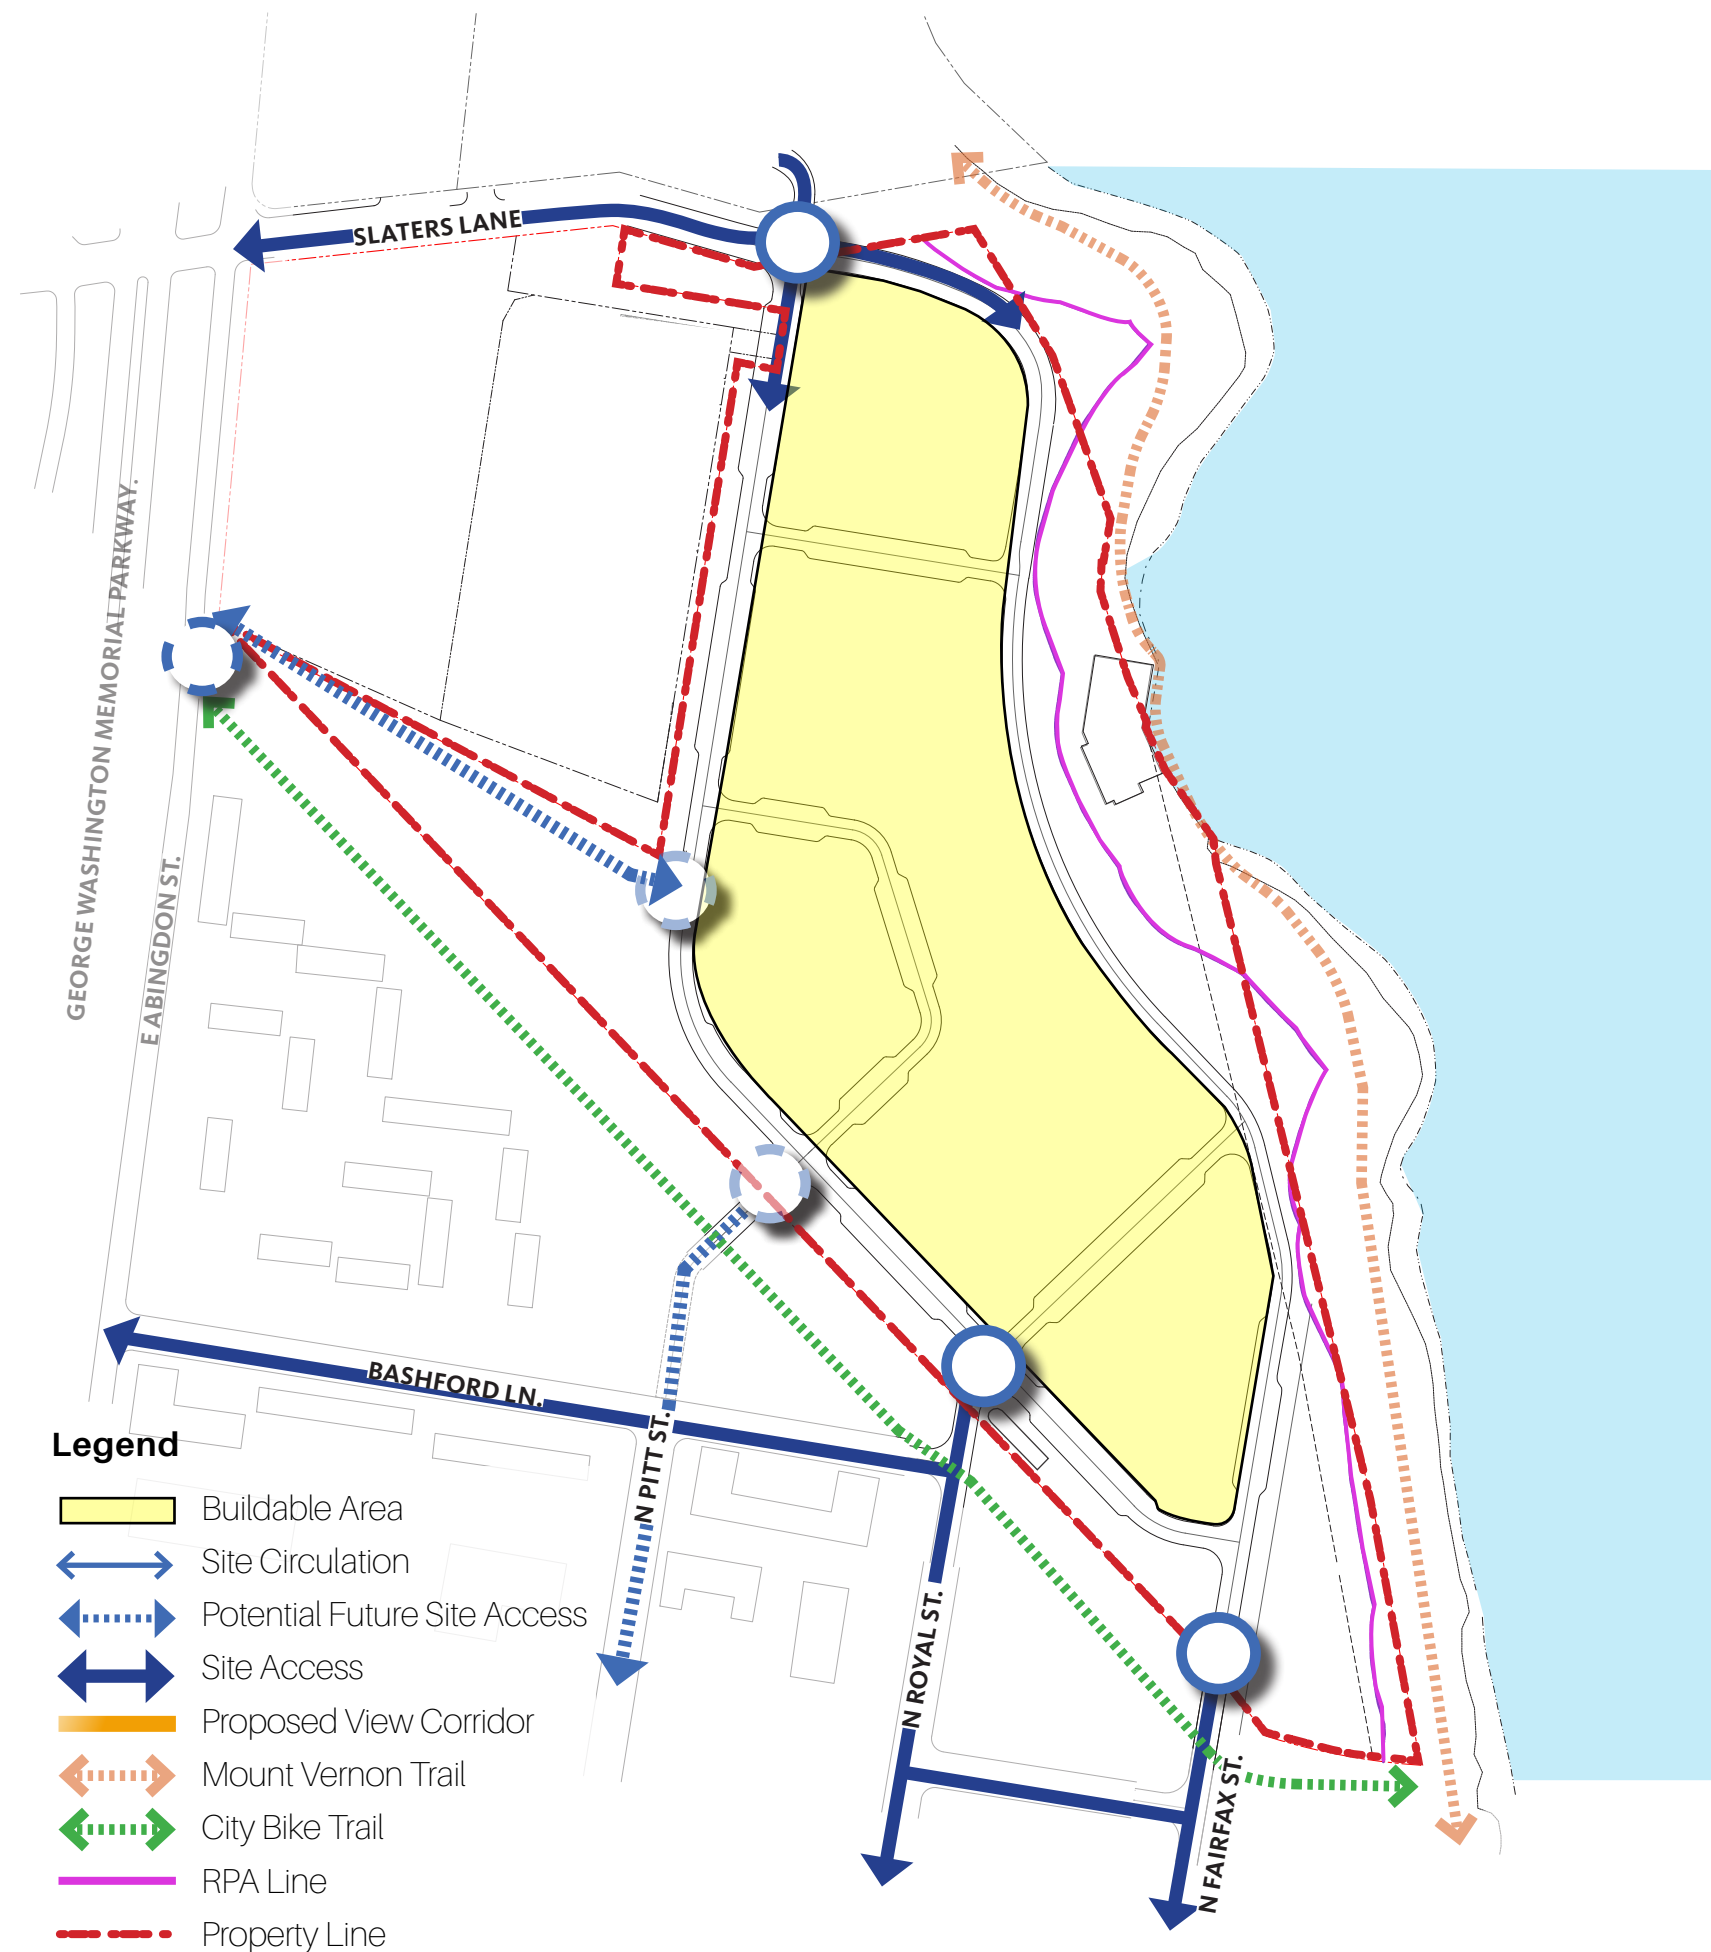 SLATERS LANE
GEORGE WASHINGTON MEMORIAL PARKWAY.
E ABINGDON ST.
BASHFORD LN.
N PITT ST.
N ROYAL ST.
N FAIRFAX ST.
Legend
Buildable Area
Site Circulation
Potential Future Site Access
Site Access
Proposed View Corridor
Mount Vernon Trail
City Bike Trail
RPA Line
Property Line